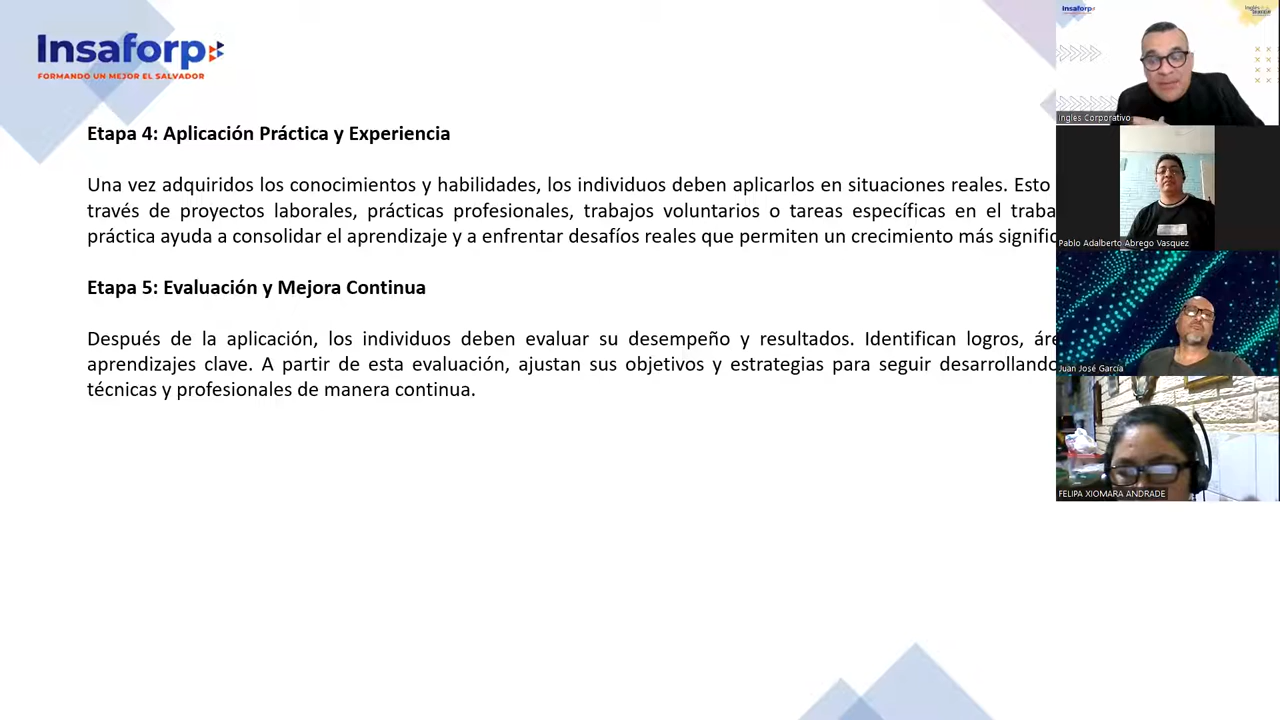 Insaforp
FORMANDO UN MEJOR EL SALVADOR
Etapa 4: Aplicación Práctica y Experiencia
Una vez adquiridos los conocimientos y habilidades, los individuos deben aplicarlos en situaciones reales. Esto
través de proyectos laborales, prácticas profesionales, trabajos voluntarios o tareas específicas en el traba
práctica ayuda a consolidar el aprendizaje y a enfrentar desafíos reales que permiten un crecimiento más signific
Etapa 5: Evaluación y Mejora Continua
Después de la aplicación, los individuos deben evaluar su desempeño y resultados. Identifican logros, áre
aprendizajes clave. A partir de esta evaluación, ajustan sus objetivos y estrategias para seguir desarrollando
técnicas y profesionales de manera continua.
Insaforp
Ingles Corporativo
Pablo Adalberto Abrego Vasquez
Juan José García
FELIPA XIOMARA ANDRADE